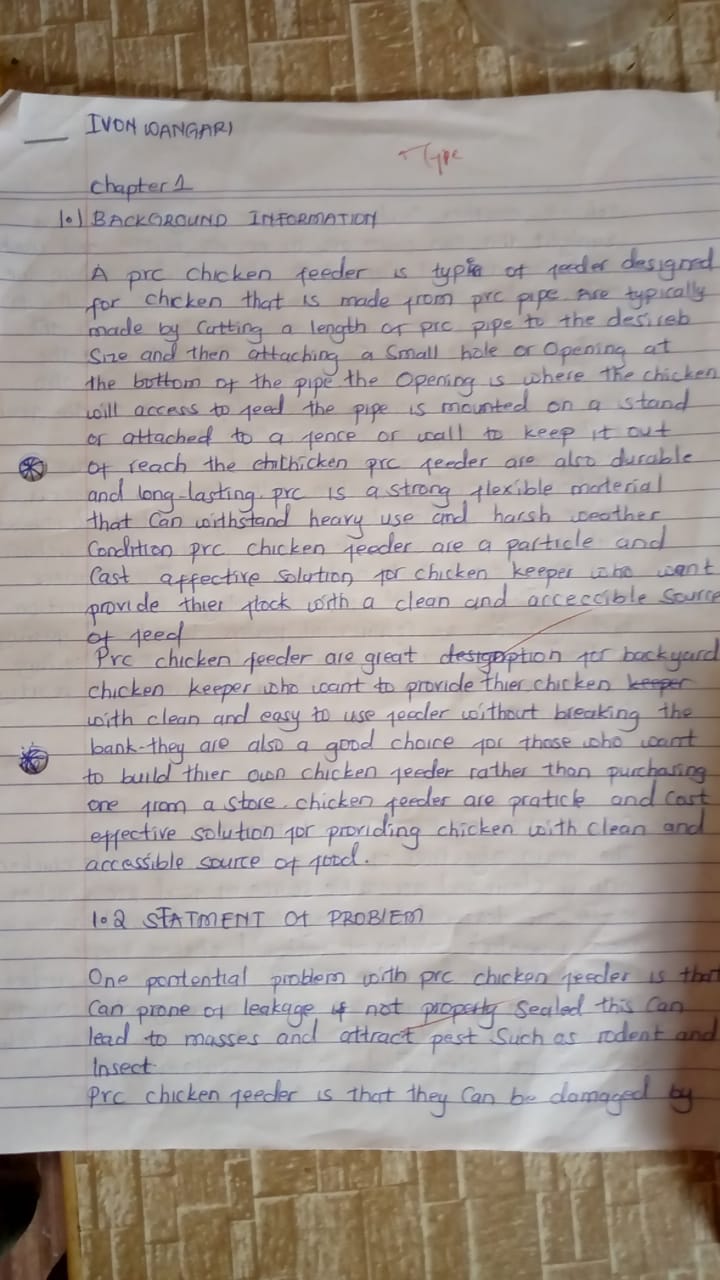 IVON WANGARI
Type
Chapter 1
1.1 BACKGROUND INFORMATION
A prc chicken feeder is type of feeder designed
for chicken that is made from prc pipe are typically
made by cutting a length of prc pipe to the desireb
size and then attaching a small hole or opening at
the bottom of the pipe the opening is where the chicken
will access to feed the pipe is mounted on a stand
or attached to a fence or wall to keep it out
of reach the chicken prc feeder are also durable
and long-lasting. prc is a strong flexible material
that can withstand heavy use and harsh weather
Condition prc chicken feeder are a particle and
Cast affective solution for chicken keeper who want
provide thier flock with a clean and acceccible source
of feed
Prc chicken feeder are great option for backyard
chicken keeper who want to provide thier chicken keeper
with clean and easy to use feeder without breaking the
bank-they are also a good choice for those who want
to build thier own chicken feeder rather than purchasing
one from a store. chicken feeder are pratick and cost
effective solution for providing chicken with clean and
accessible source of food.
1.2 STATMENT Of PROBLEM
One pontential problem with prc chicken feeder is that
Can prone of leakage if not properly sealed this can
lead to masses and attract pest such as rodent and
Insect
Prc chicken feeder is that they can be damaged by